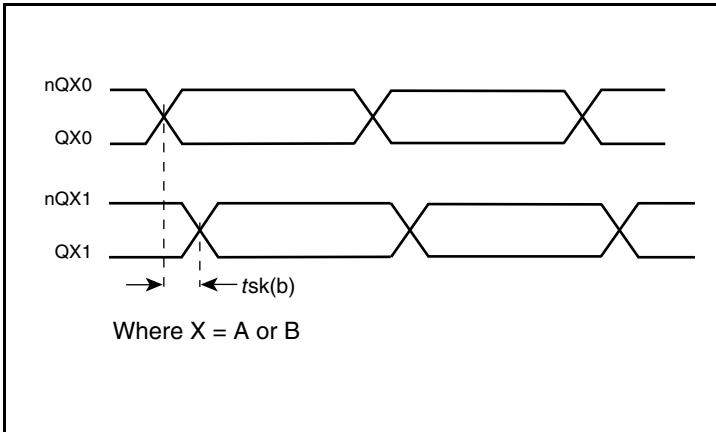 nQX0
QX0
nQX1
QX1
tsk(b)
Where X = A or B